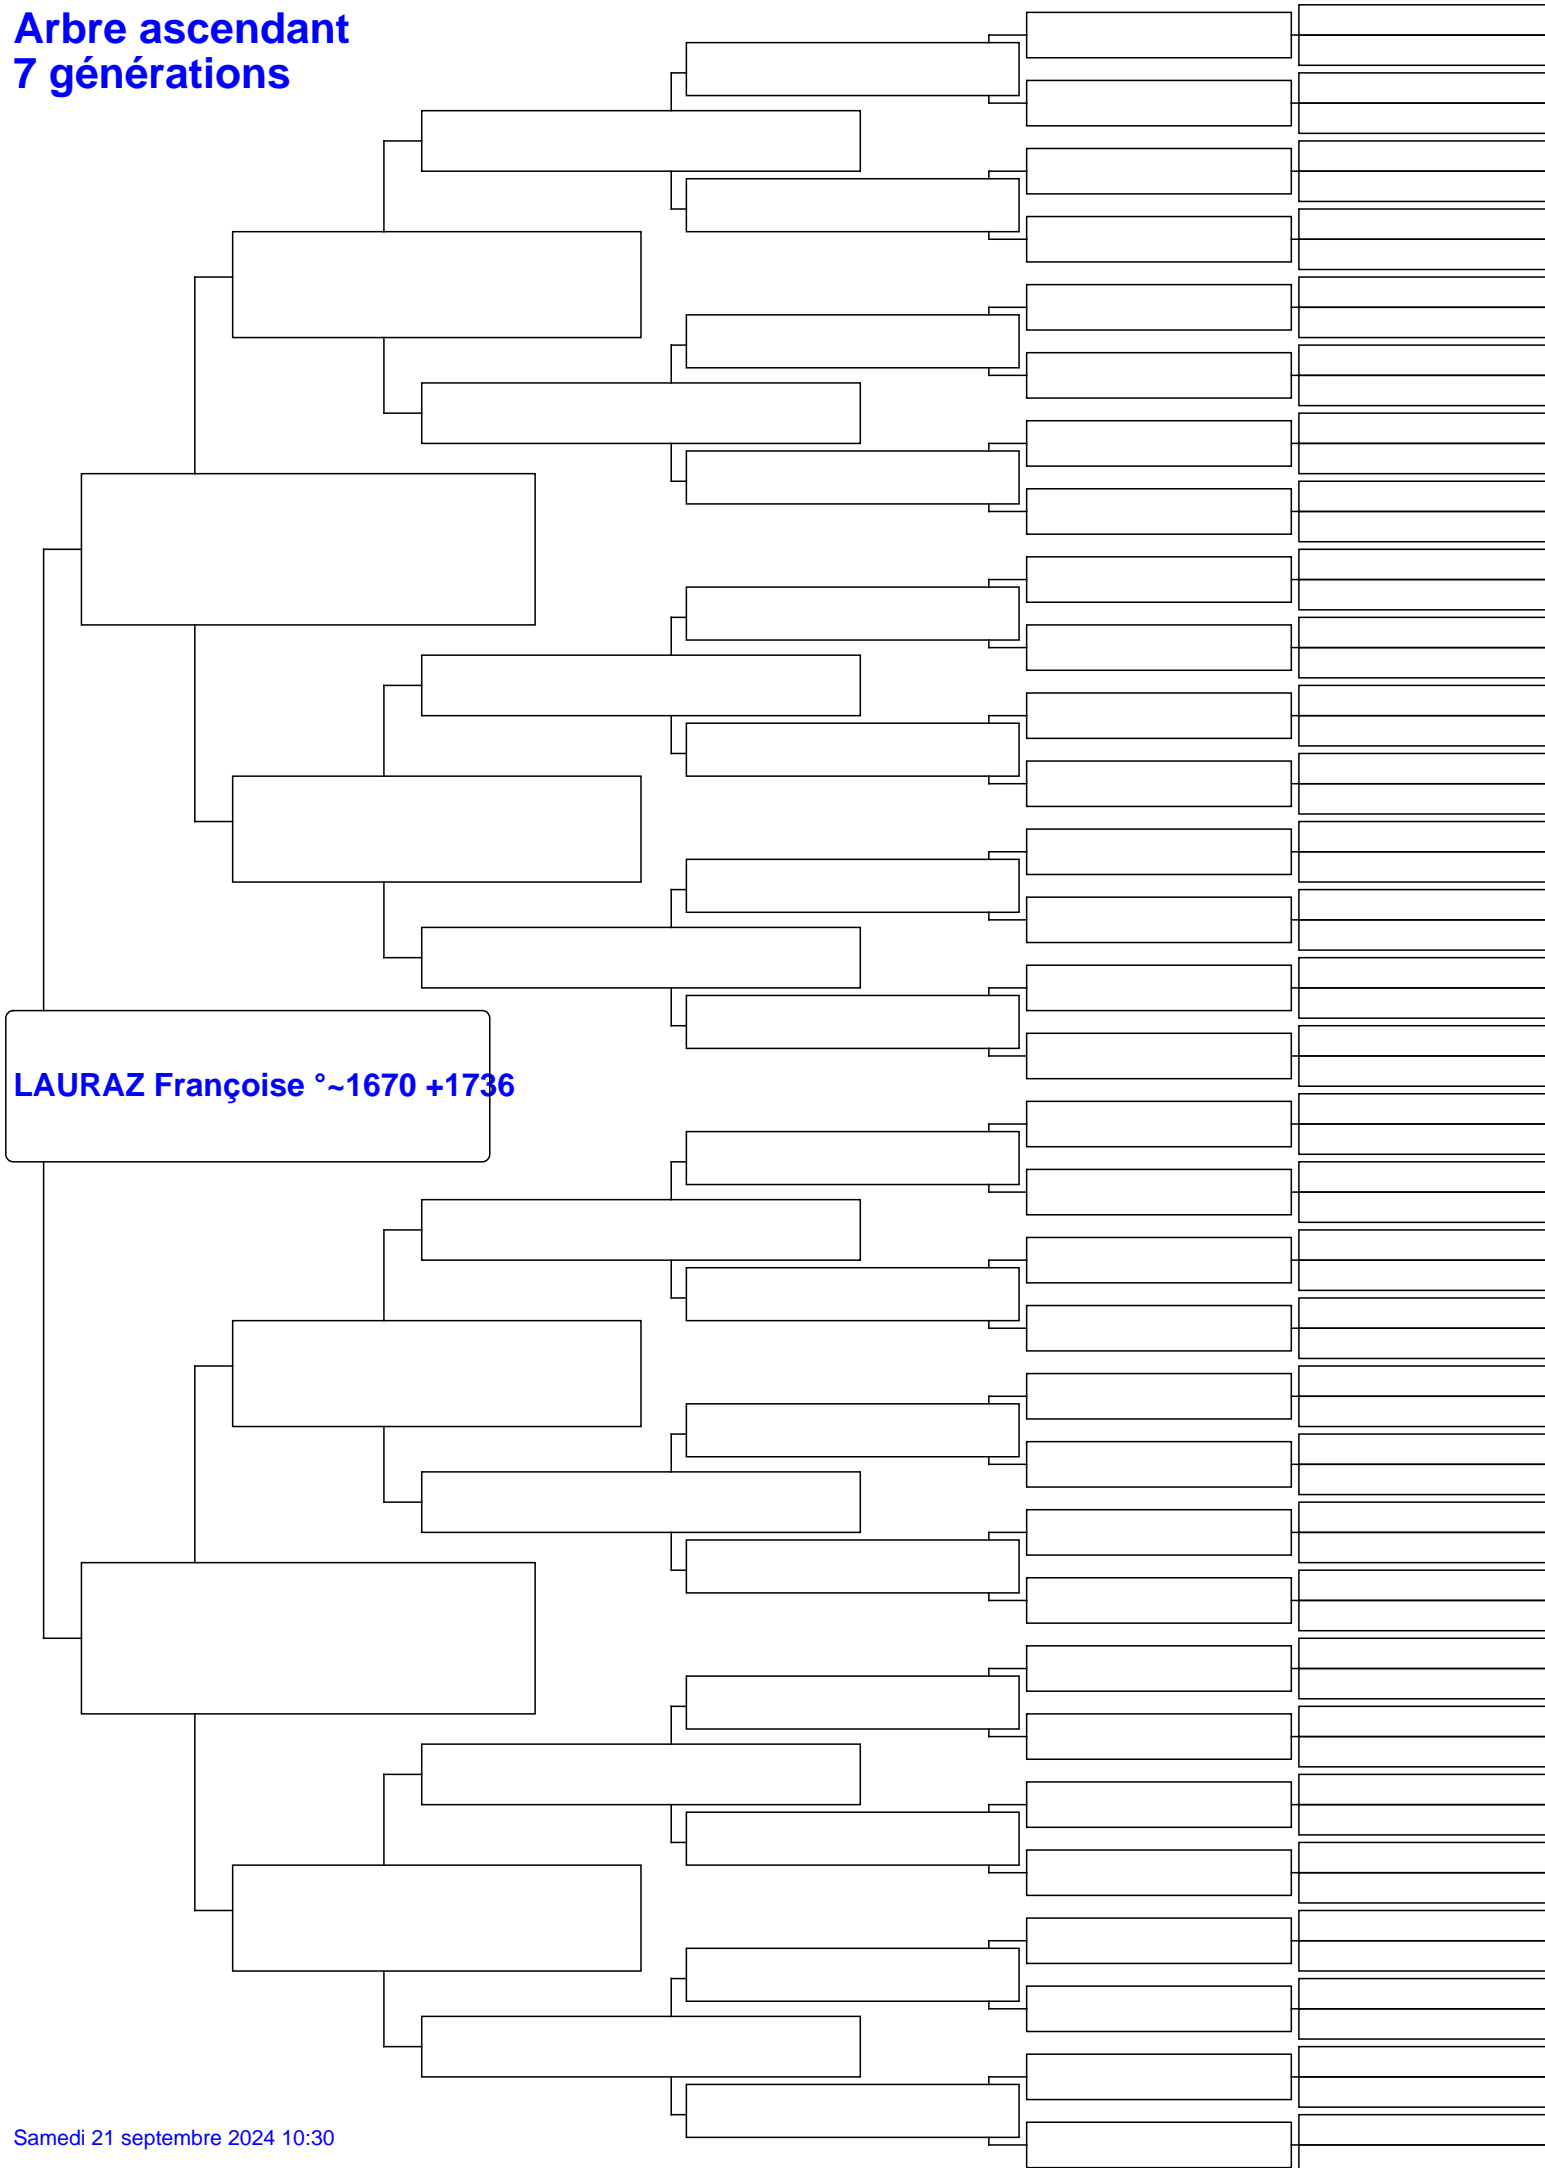 Arbre ascendant
7 générations
LAURAZ Françoise °~1670 +1736
Samedi 21 septembre 2024 10:30